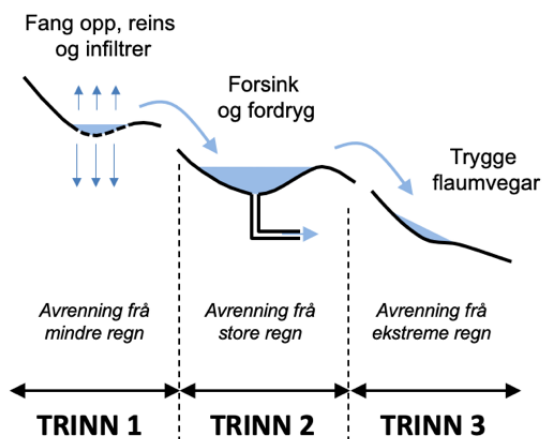 Fang opp, reins
og infiltrer
Forsink
og fordryg
Trygge
flaumvegar
Avrenning frå
mindre regn
Avrenning frå
store regn
Avrenning frå
ekstreme regn
TRINN 1
TRINN 2
TRINN 3